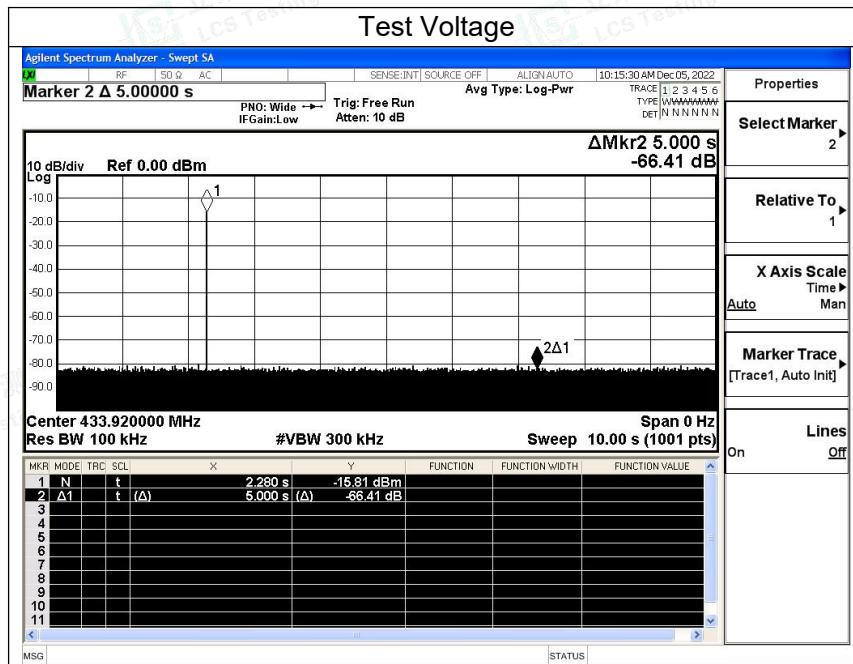 Test Voltage
Agilent Spectrum Analyzer - Swept SA
LXI RF 50 Ω AC SENSE:INT SOURCE OFF ALIGN AUTO 10:15:30 AM Dec 05, 2022
Marker 2 Δ 5.00000 s
PNO: Wide
IFGain:Low
Trig: Free Run
Atten: 10 dB
Avg Type: Log-Pwr
TRACE 1 2 3 4 5 6
TYPE WWWWWW
DET N N N N N N
ΔMkr2 5.000 s
-66.41 dB
10 dB/div Ref 0.00 dBm
Log
1
-10.0
-20.0
-30.0
-40.0
-50.0
-60.0
-70.0
2Δ1
-80.0
-90.0
Center 433.920000 MHz Span 0 Hz
Res BW 100 kHz #VBW 300 kHz Sweep 10.00 s (1001 pts)
MKR MODE TRC SCL X Y FUNCTION FUNCTION WIDTH FUNCTION VALUE
1 N t 2.280 s -15.81 dBm
2 Δ1 t (Δ) 5.000 s (Δ) -66.41 dB
3
4
5
6
7
8
9
10
11
MSG STATUS
Properties
Select Marker
2
Relative To
1
X Axis Scale
Time
Auto Man
Marker Trace
[Trace1, Auto Init]
Lines
On Off
LCS Testing
LCS Testing